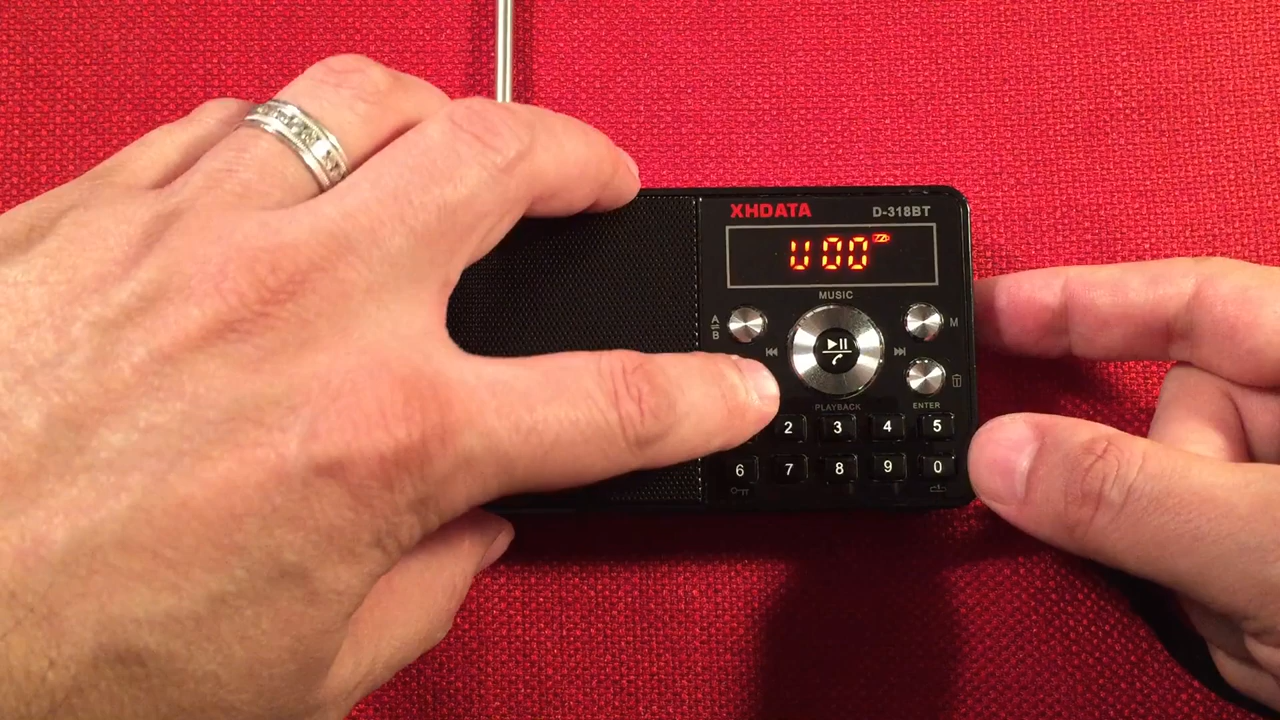 XHDATA D-318BT
U00
MUSIC
A
B
M
PLAYBACK ENTER
2 3 4 5
6 7 8 9 0